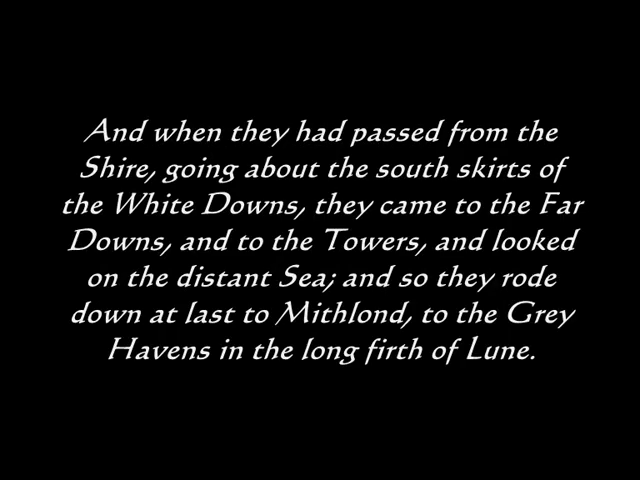 And when they had passed from the
Shire, going about the south skirts of
the White Downs, they came to the Far
Downs, and to the Towers, and looked
on the distant Sea; and so they rode
down at last to Mithlond, to the Grey
Havens in the long firth of Lune.